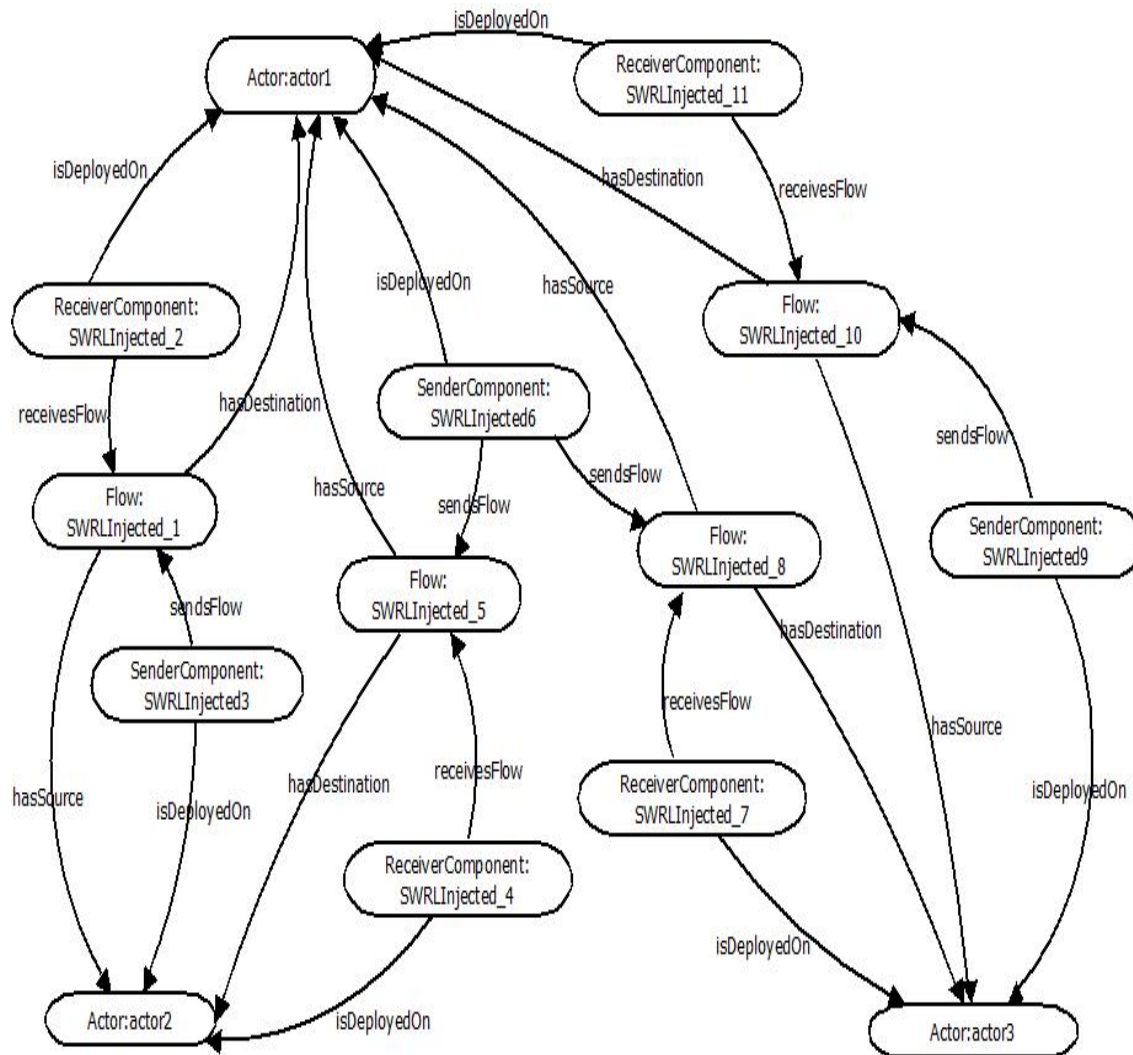 isDeployedOn
Actor:actor1
ReceiverComponent:
SWRLInjected_11
isDeployedOn
hasDestination
receivesFlow
isDeployedOn
hasSource
ReceiverComponent:
SWRLInjected_2
Flow:
SWRLInjected_10
receivesFlow
hasDestination
SenderComponent:
SWRLInjected6
sendsFlow
sendsFlow
hasSource
sendsFlow
Flow:
SWRLInjected_1
Flow:
SWRLInjected_8
SenderComponent:
SWRLInjected9
sendsFlow
Flow:
SWRLInjected_5
hasDestination
SenderComponent:
SWRLInjected3
receivesFlow
hasSource
hasSource
isDeployedOn
hasDestination
receivesFlow
ReceiverComponent:
SWRLInjected_7
isDeployedOn
ReceiverComponent:
SWRLInjected_4
isDeployedOn
isDeployedOn
Actor:actor2
Actor:actor3